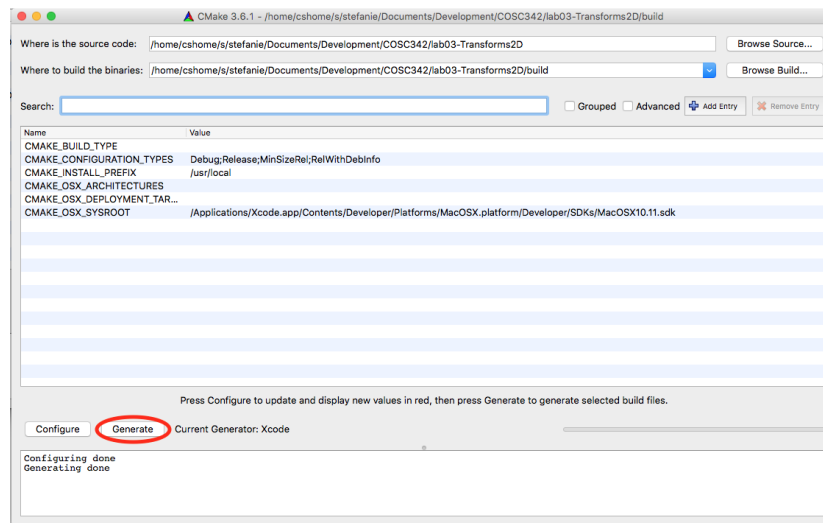 CMake 3.6.1 - /home/cshome/s/stefanie/Documents/Development/COSC342/lab03-Transforms2D/build
Where is the source code: /home/cshome/s/stefanie/Documents/Development/COSC342/lab03-Transforms2D Browse Source...
Where to build the binaries: /home/cshome/s/stefanie/Documents/Development/COSC342/lab03-Transforms2D/build Browse Build...
Search: Grouped Advanced Add Entry Remove Entry
Name Value
CMAKE_BUILD_TYPE
CMAKE_CONFIGURATION_TYPES Debug;Release;MinSizeRel;RelWithDebInfo
CMAKE_INSTALL_PREFIX /usr/local
CMAKE_OSX_ARCHITECTURES
CMAKE_OSX_DEPLOYMENT_TAR...
CMAKE_OSX_SYSROOT /Applications/Xcode.app/Contents/Developer/Platforms/MacOSX.platform/Developer/SDKs/MacOSX10.11.sdk
Press Configure to update and display new values in red, then press Generate to generate selected build files.
Configure Generate Current Generator: Xcode
Configuring done
Generating done